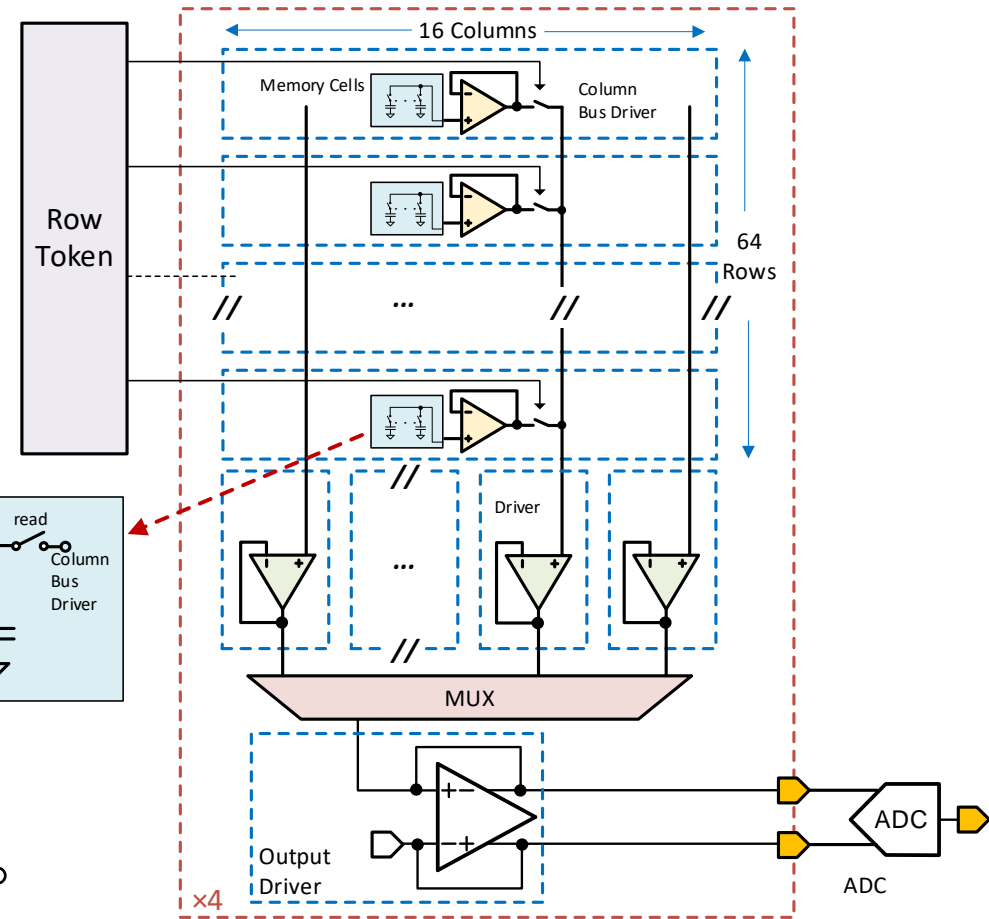 16 Columns
Memory Cells
Column
Bus Driver
Row
Token
64
Rows
...
read
Column
Bus
Driver
Driver
...
MUX
Output
Driver
ADC
ADC
×4